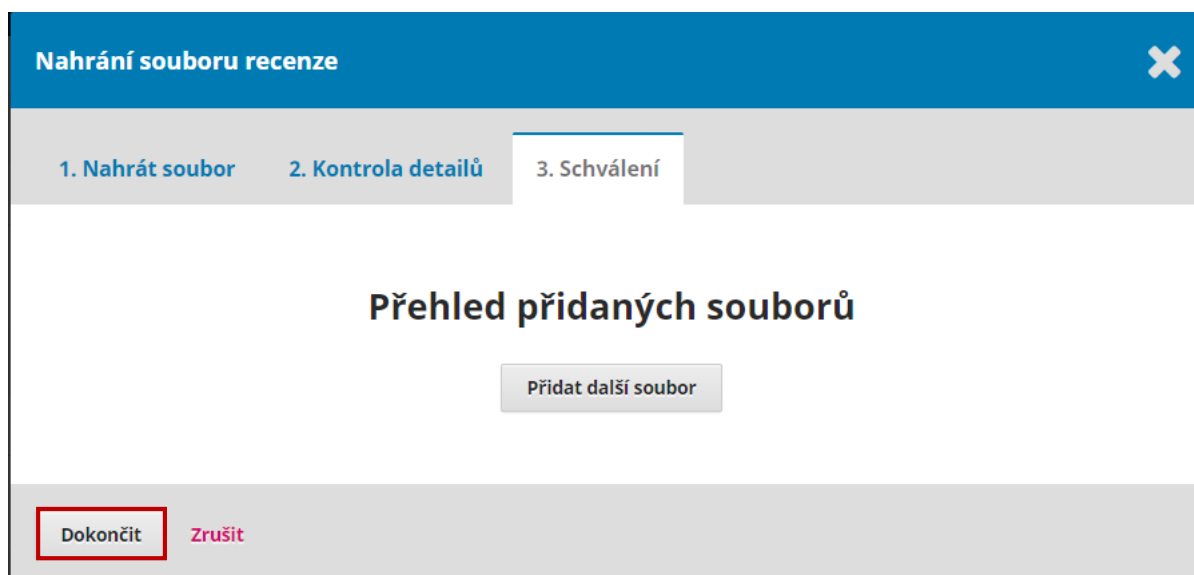 Nahrání souboru recenze
1. Nahrát soubor 2. Kontrola detailů 3. Schválení
Přehled přidaných souborů
Přidat další soubor
Dokončit Zrušit